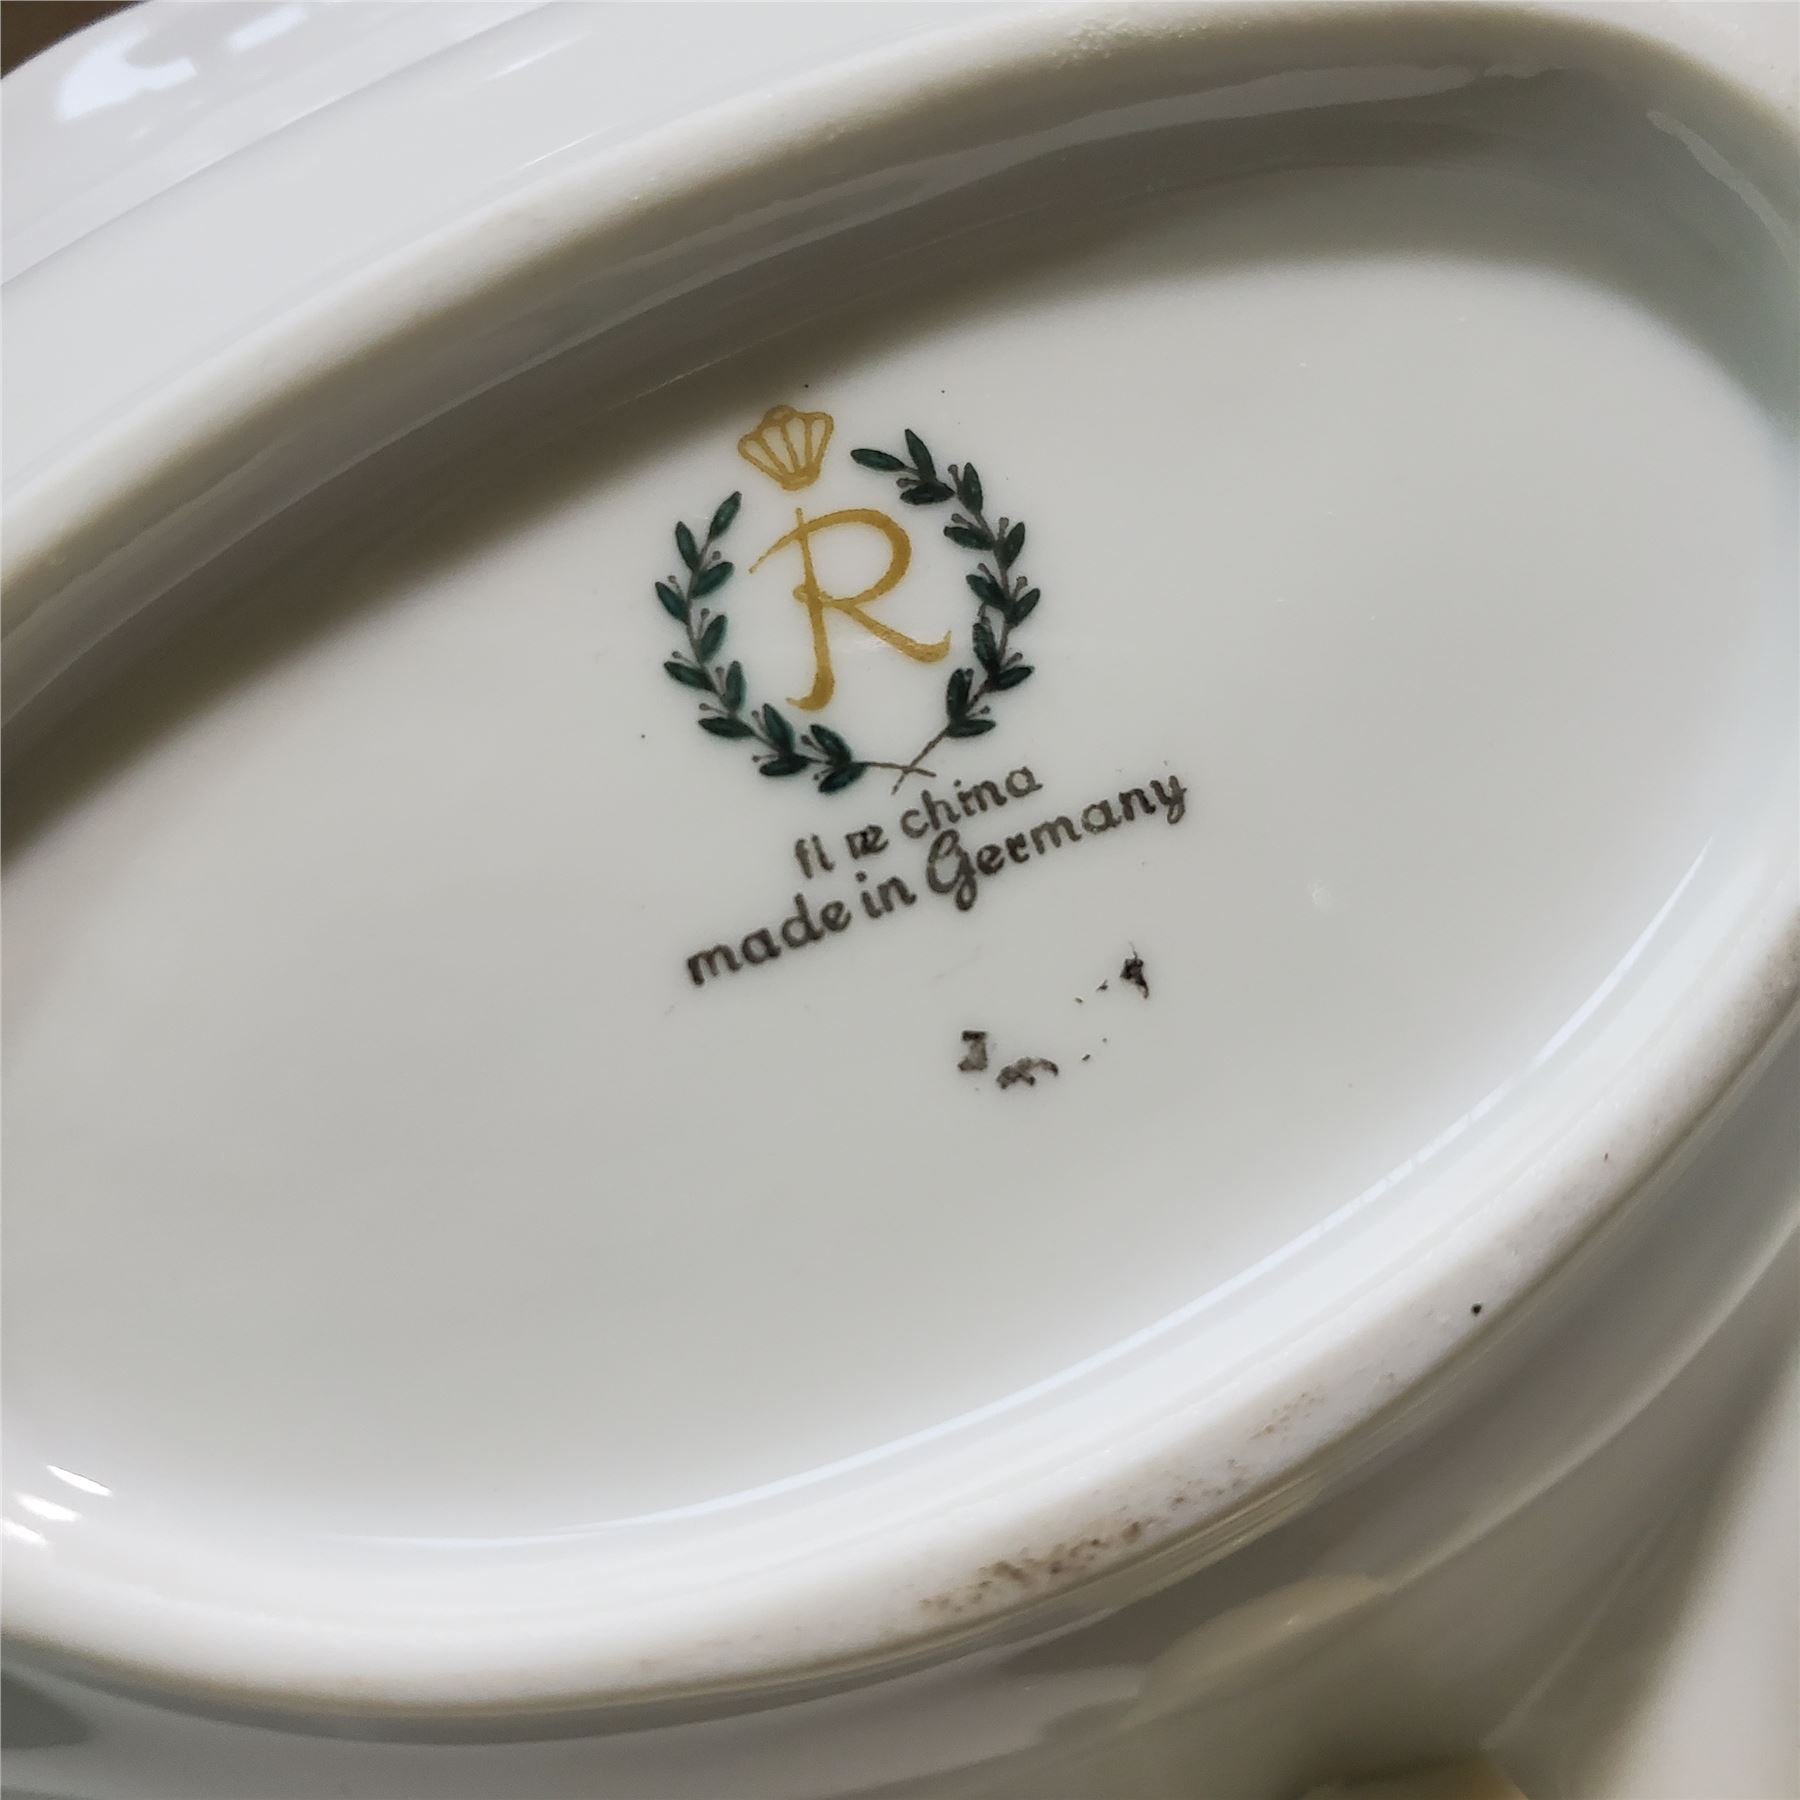 R
fine china
made in Germany